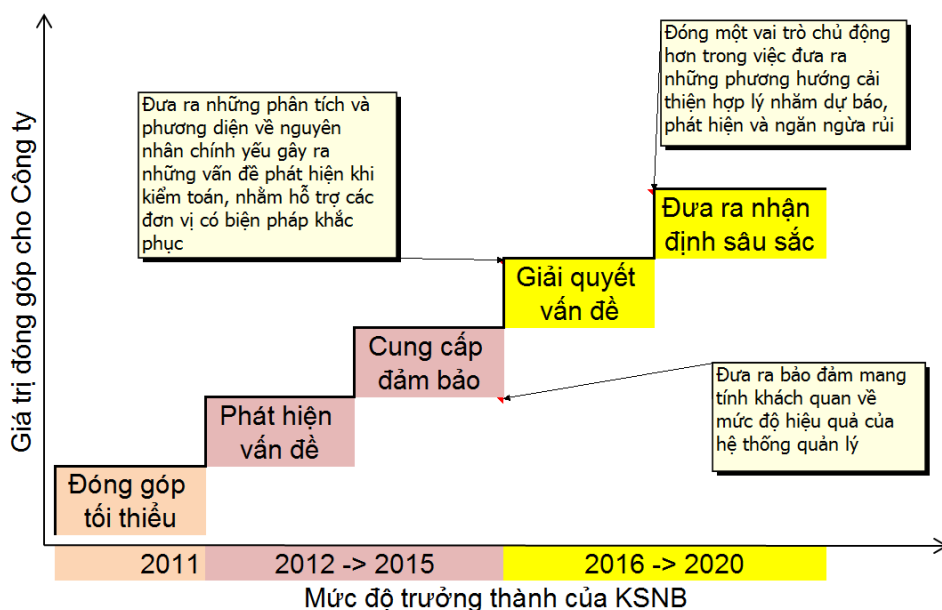 Đóng một vai trò chủ động
hơn trong việc đưa ra
những phương hướng cải
thiện hợp lý nhăm dự báo,
phát hiện và ngăn ngừa rủi
Đưa ra những phân tích và
phương diện về nguyên
nhân chính yếu gây ra
những vấn đề phát hiện khi
kiểm toán, nhằm hỗ trợ các
đơn vị có biện pháp khắc
phục
Giá trị đóng góp cho Công ty
Đưa ra nhận
định sâu sắc
Giải quyết
vấn đề
Cung cấp
đảm bảo
Đưa ra bảo đảm mang
tính khách quan về
mức độ hiệu quả của
hệ thống quản lý
Phát hiện
vấn đề
Đóng góp
tối thiểu
2011
2012 -> 2015
2016 -> 2020
Mức độ trưởng thành của KSNB